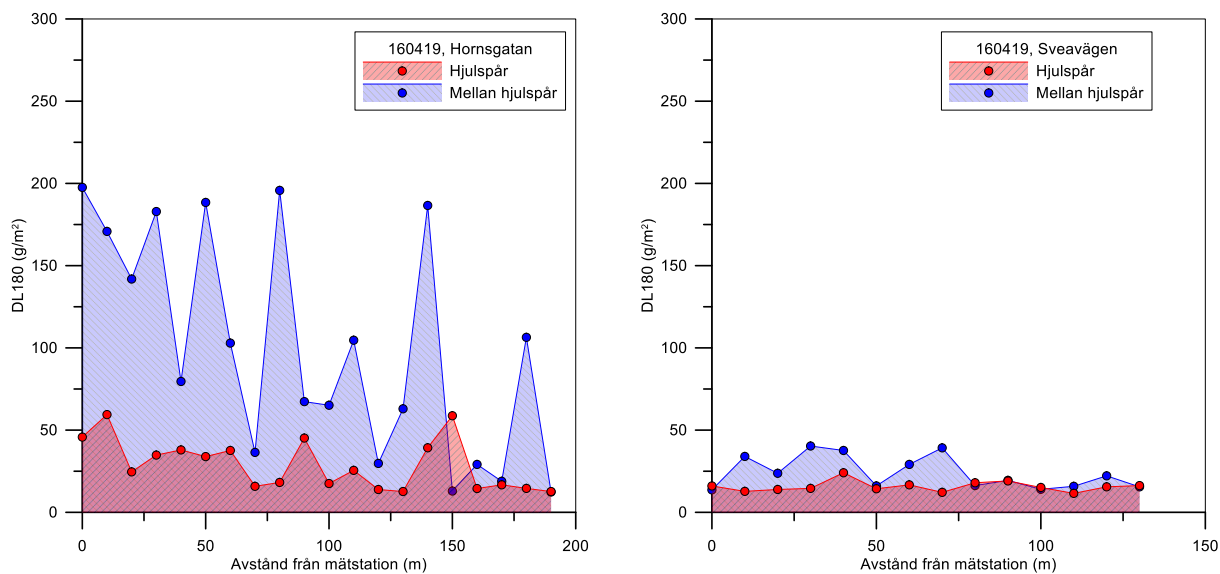 300
250
200
150
100
50
0
DL180 (g/m²)
160419, Hornsgatan
Hjulspår
Mellan hjulspår
0 50 100 150 200
Avstånd från mätstation (m)
300
250
200
150
100
50
0
DL180 (g/m²)
160419, Sveavägen
Hjulspår
Mellan hjulspår
0 50 100 150
Avstånd från mätstation (m)